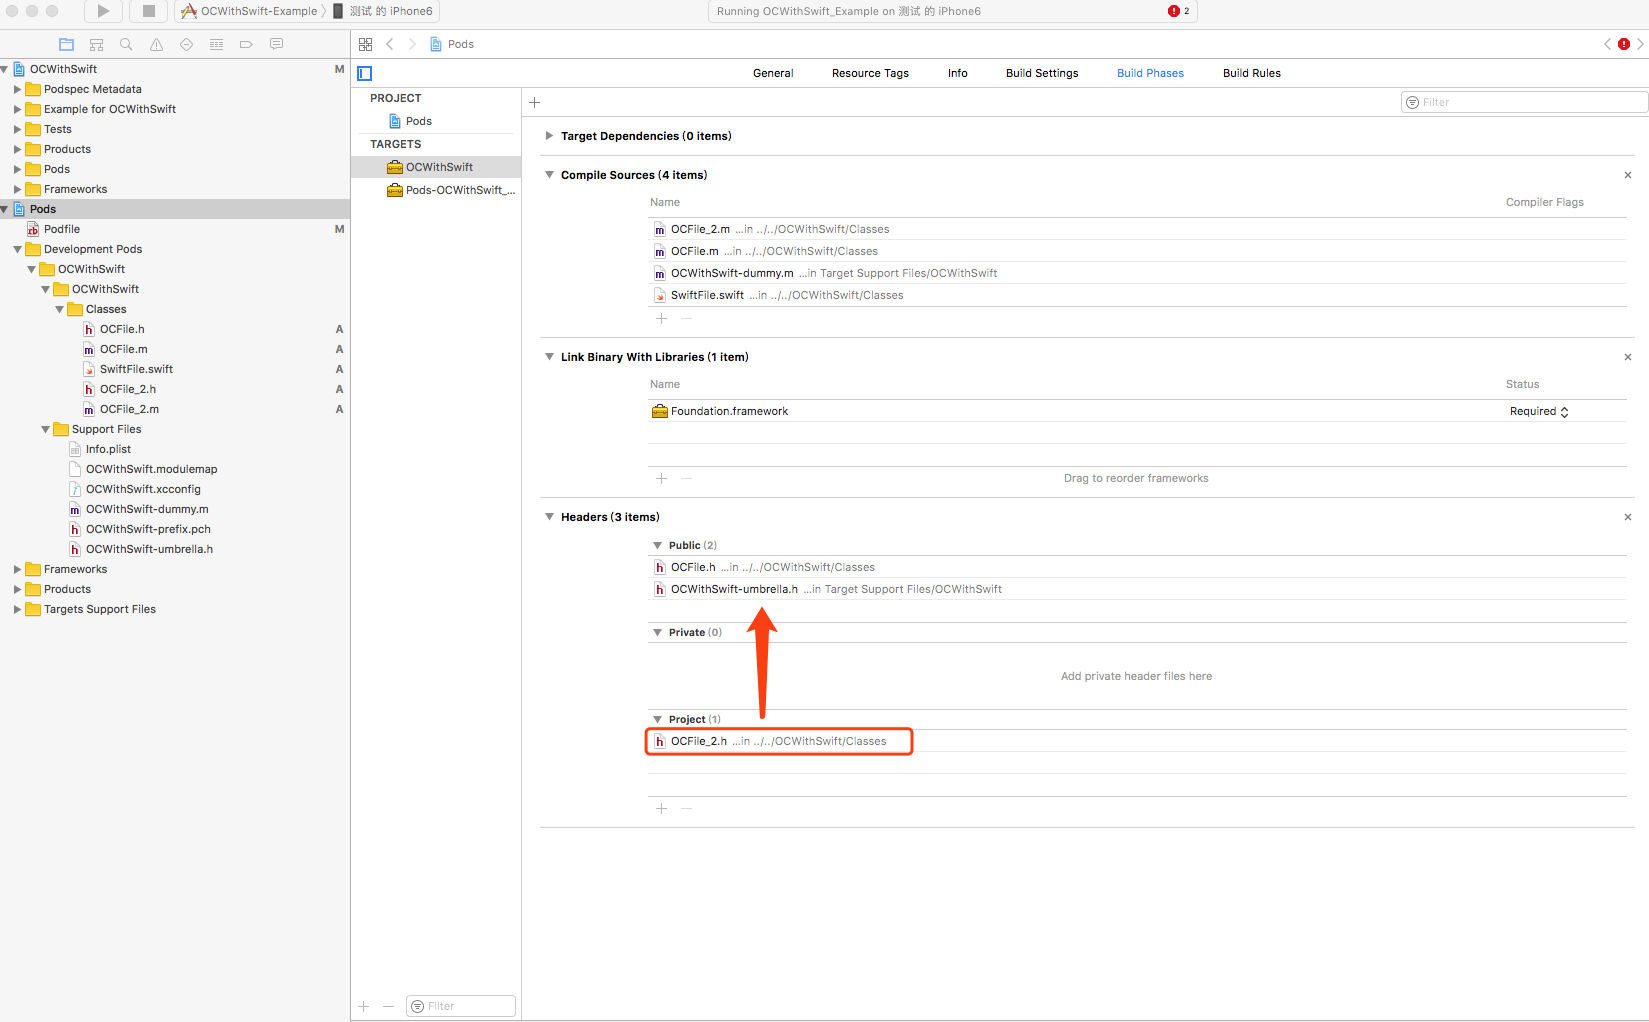 OCWithSwift-Example 〉 测试 的 iPhone6
Running OCWithSwift_Example on 测试 的 iPhone6
2
Pods
OCWithSwift M
Podspec Metadata
Example for OCWithSwift
Tests
Products
Pods
Frameworks
Pods
Podfile M
Development Pods
OCWithSwift
OCWithSwift
Classes
OCFile.h A
OCFile.m A
SwiftFile.swift A
OCFile_2.h A
OCFile_2.m A
Support Files
Info.plist
OCWithSwift.modulemap
OCWithSwift.xcconfig
OCWithSwift-dummy.m
OCWithSwift-prefix.pch
OCWithSwift-umbrella.h
Frameworks
Products
Targets Support Files
General Resource Tags Info Build Settings Build Phases Build Rules
PROJECT
Pods
TARGETS
OCWithSwift
Pods-OCWithSwift_...
Filter
Filter
Target Dependencies (0 items)
Compile Sources (4 items)
Name Compiler Flags
OCFile_2.m ...in ../../OCWithSwift/Classes
OCFile.m ...in ../../OCWithSwift/Classes
OCWithSwift-dummy.m ...in Target Support Files/OCWithSwift
SwiftFile.swift ...in ../../OCWithSwift/Classes
Link Binary With Libraries (1 item)
Name Status
Foundation.framework Required
Drag to reorder frameworks
Headers (3 items)
Public (2)
OCFile.h ...in ../../OCWithSwift/Classes
OCWithSwift-umbrella.h ...in Target Support Files/OCWithSwift
Private (0)
Add private header files here
Project (1)
OCFile_2.h ...in ../../OCWithSwift/Classes